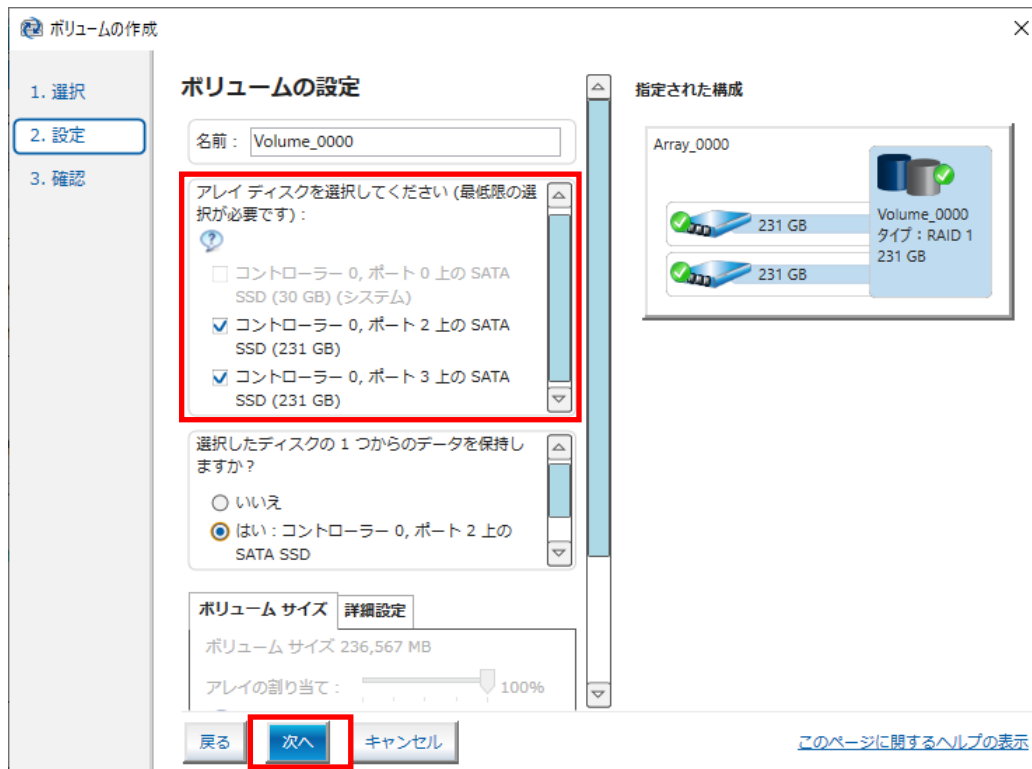 ボリュームの作成
1. 選択
2. 設定
3. 確認
ボリュームの設定
名前： Volume_0000
アレイ ディスクを選択してください (最低限の選
択が必要です)：
コントローラー 0, ポート 0 上の SATA
SSD (30 GB) (システム)
コントローラー 0, ポート 2 上の SATA
SSD (231 GB)
コントローラー 0, ポート 3 上の SATA
SSD (231 GB)
選択したディスクの 1 つからのデータを保持し
ますか？
いいえ
はい：コントローラー 0, ポート 2 上の
SATA SSD
ボリューム サイズ 詳細設定
ボリューム サイズ 236,567 MB
アレイの割り当て： 100%
戻る 次へ キャンセル
指定された構成
Array_0000
231 GB
231 GB
Volume_0000
タイプ：RAID 1
231 GB
このページに関するヘルプの表示